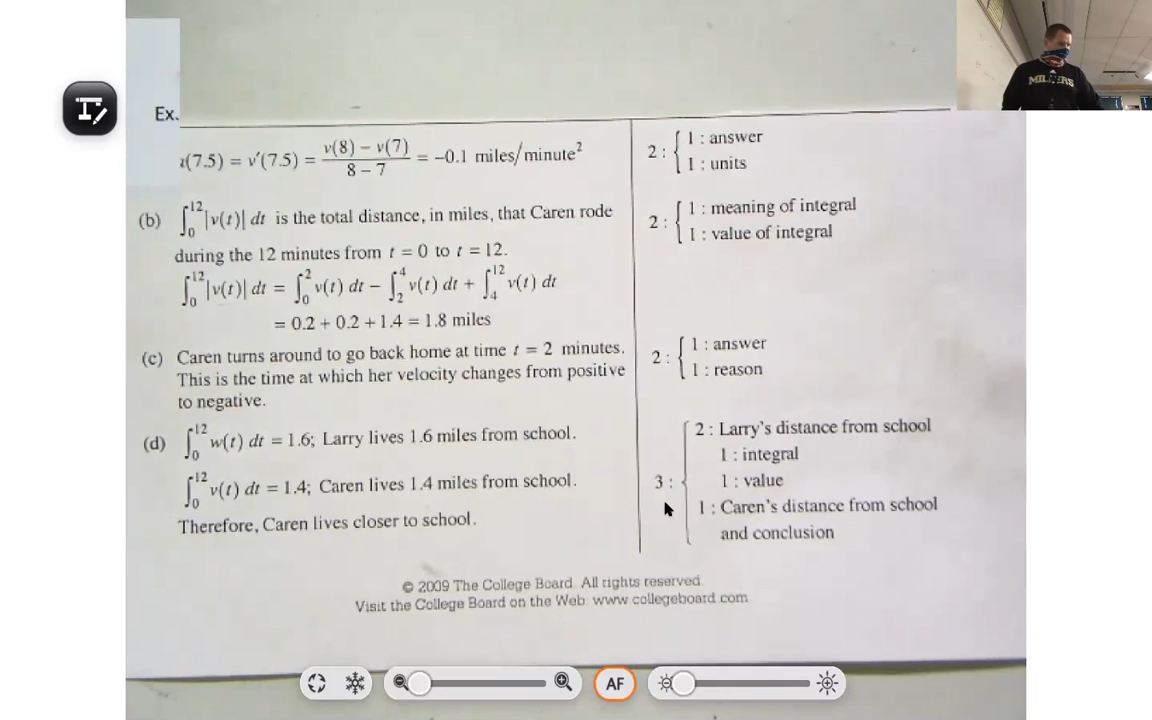 Ex.
a(7.5) = v′(7.5) = (v(8) − v(7))/(8 − 7) = −0.1 miles/minute²
2 : { 1 : answer
1 : units
(b) ∫₀¹² |v(t)| dt is the total distance, in miles, that Caren rode
during the 12 minutes from t = 0 to t = 12.
∫₀¹² |v(t)| dt = ∫₀² v(t) dt − ∫₂⁴ v(t) dt + ∫₄¹² v(t) dt
= 0.2 + 0.2 + 1.4 = 1.8 miles
2 : { 1 : meaning of integral
1 : value of integral
(c) Caren turns around to go back home at time t = 2 minutes.
This is the time at which her velocity changes from positive
to negative.
2 : { 1 : answer
1 : reason
(d) ∫₀¹² w(t) dt = 1.6; Larry lives 1.6 miles from school.
∫₀¹² v(t) dt = 1.4; Caren lives 1.4 miles from school.
Therefore, Caren lives closer to school.
3 : { 2 : Larry's distance from school
1 : integral
1 : value
1 : Caren's distance from school
and conclusion
© 2009 The College Board. All rights reserved.
Visit the College Board on the Web: www.collegeboard.com
AF